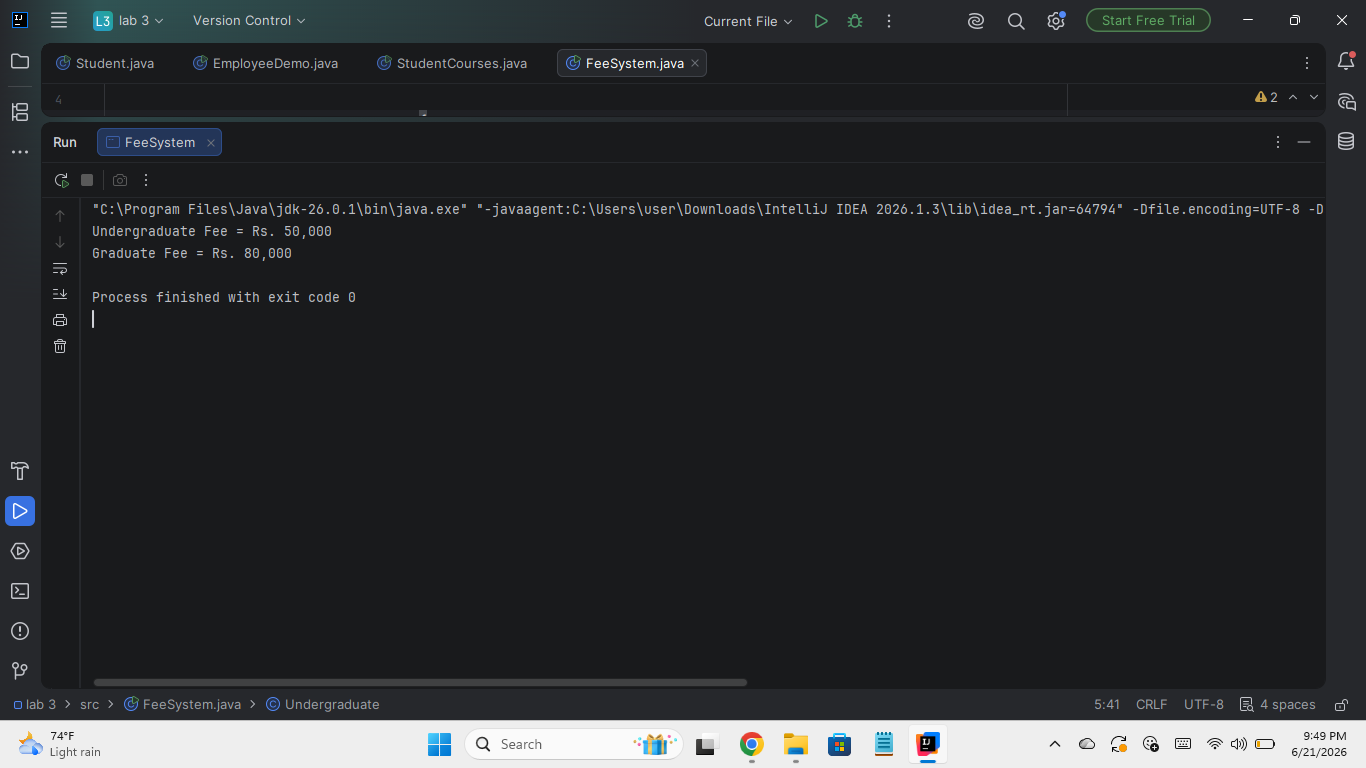 L3 lab 3 Version Control Current File Start Free Trial
Student.java EmployeeDemo.java StudentCourses.java FeeSystem.java
4 2
Run FeeSystem
"C:\Program Files\Java\jdk-26.0.1\bin\java.exe" "-javaagent:C:\Users\user\Downloads\IntelliJ IDEA 2026.1.3\lib\idea_rt.jar=64794" -Dfile.encoding=UTF-8 -D
Undergraduate Fee = Rs. 50,000
Graduate Fee = Rs. 80,000
Process finished with exit code 0
lab 3 > src > FeeSystem.java > Undergraduate 5:41 CRLF UTF-8 4 spaces
74°F
Light rain
Search
9:49 PM
6/21/2026